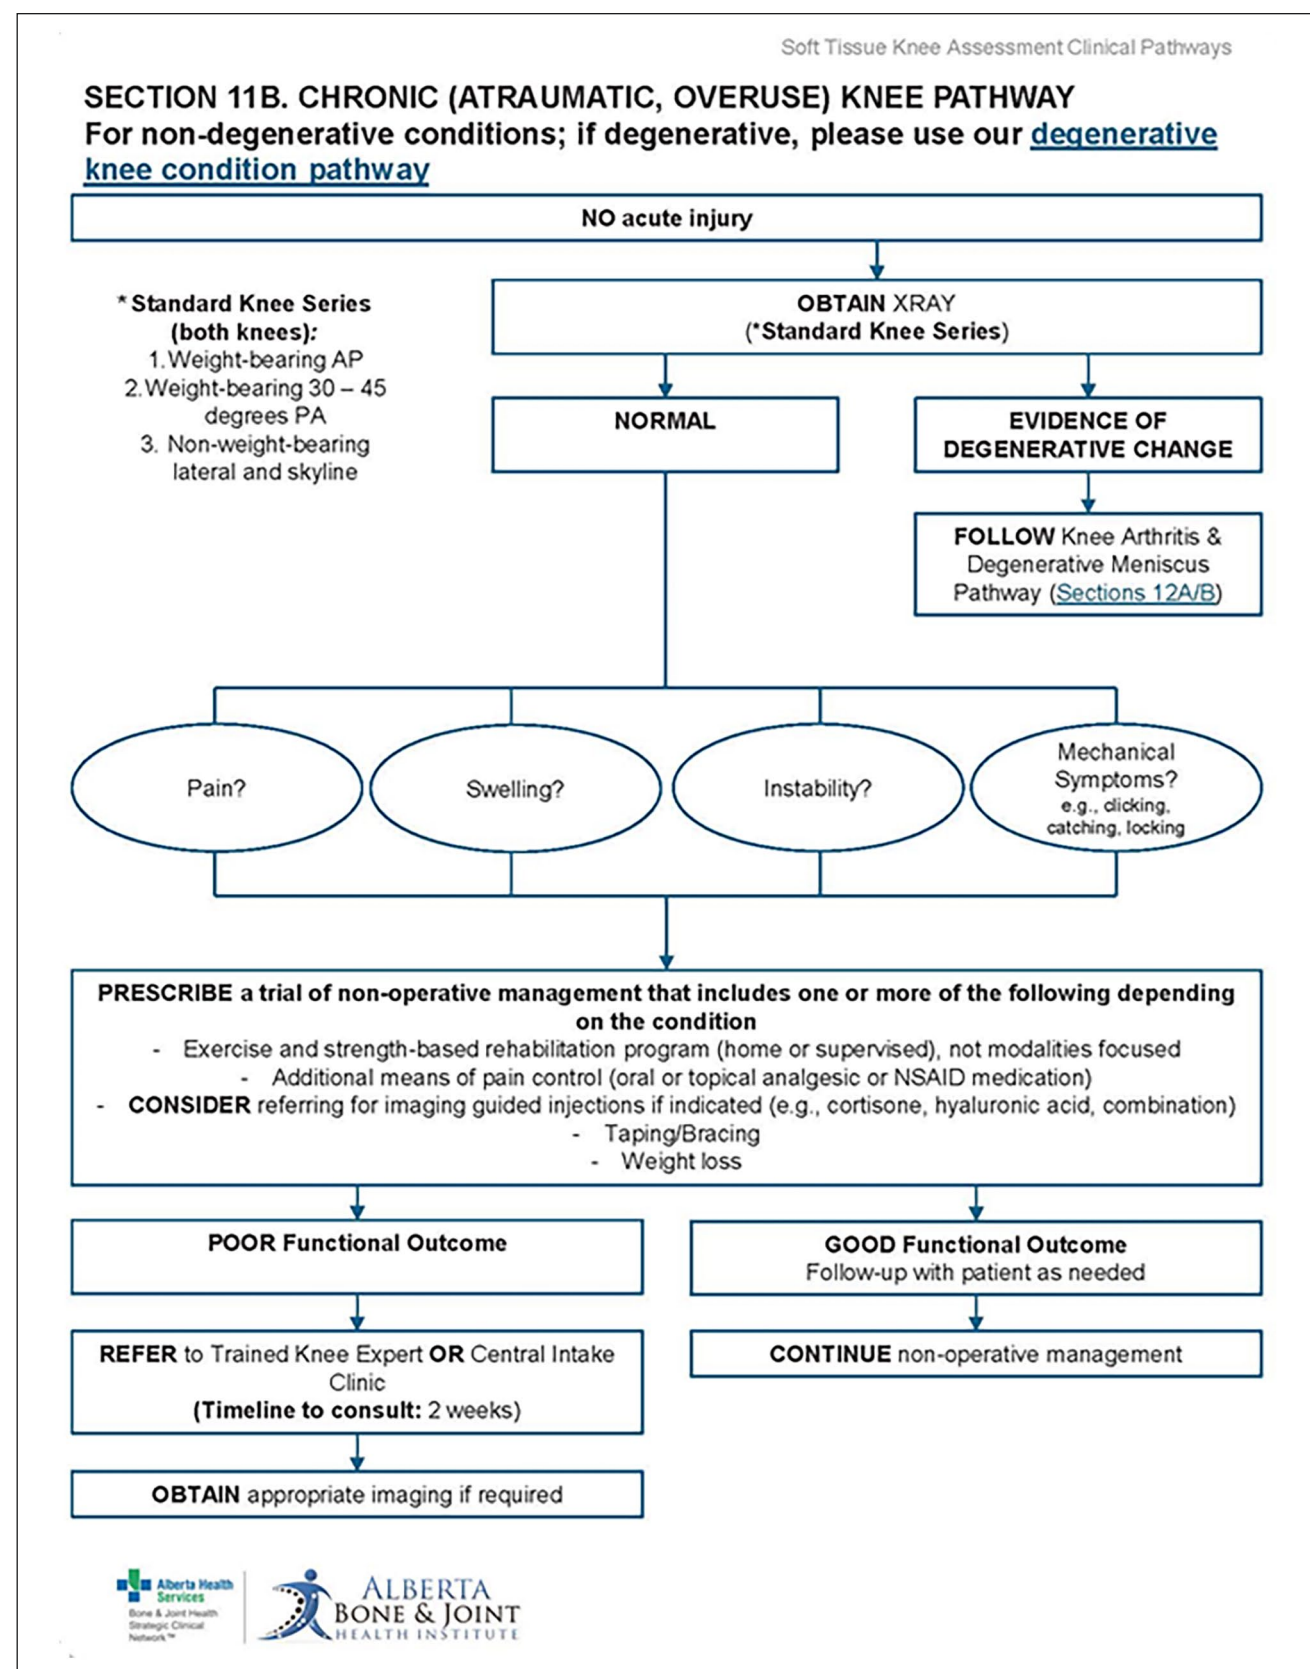 Soft Tissue Knee Assessment Clinical Pathways
SECTION 11B. CHRONIC (ATRAUMATIC, OVERUSE) KNEE PATHWAY
For non-degenerative conditions; if degenerative, please use our degenerative
knee condition pathway
NO acute injury
* Standard Knee Series
(both knees):
1. Weight-bearing AP
2. Weight-bearing 30 – 45
degrees PA
3. Non-weight-bearing
lateral and skyline
OBTAIN XRAY
(*Standard Knee Series)
NORMAL
EVIDENCE OF
DEGENERATIVE CHANGE
FOLLOW Knee Arthritis &
Degenerative Meniscus
Pathway (Sections 12A/B)
Pain?
Swelling?
Instability?
Mechanical
Symptoms?
e.g., clicking,
catching, locking
PRESCRIBE a trial of non-operative management that includes one or more of the following depending
on the condition
- Exercise and strength-based rehabilitation program (home or supervised), not modalities focused
- Additional means of pain control (oral or topical analgesic or NSAID medication)
- CONSIDER referring for imaging guided injections if indicated (e.g., cortisone, hyaluronic acid, combination)
- Taping/Bracing
- Weight loss
POOR Functional Outcome
REFER to Trained Knee Expert OR Central Intake
Clinic
(Timeline to consult: 2 weeks)
OBTAIN appropriate imaging if required
GOOD Functional Outcome
Follow-up with patient as needed
CONTINUE non-operative management
Alberta Health
Services
Bone & Joint Health
Strategic Clinical
Network™
ALBERTA
BONE & JOINT
HEALTH INSTITUTE